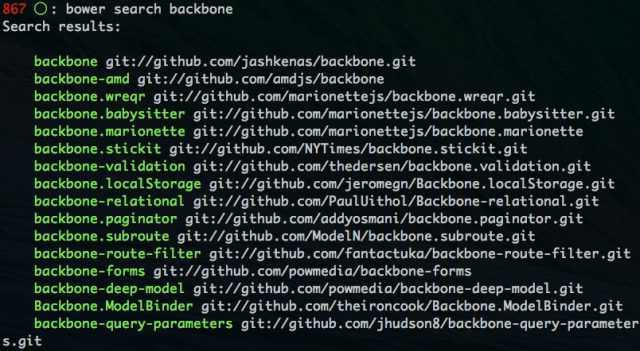 867 ○: bower search backbone
Search results:
backbone git://github.com/jashkenas/backbone.git
backbone-amd git://github.com/amdjs/backbone
backbone.wreqr git://github.com/marionettejs/backbone.wreqr.git
backbone.babysitter git://github.com/marionettejs/backbone.babysitter.git
backbone.marionette git://github.com/marionettejs/backbone.marionette
backbone.stickit git://github.com/NYTimes/backbone.stickit.git
backbone-validation git://github.com/thedersen/backbone.validation.git
backbone.localStorage git://github.com/jeromegn/Backbone.localStorage.git
backbone-relational git://github.com/PaulUithol/Backbone-relational.git
backbone.paginator git://github.com/addyosmani/backbone.paginator.git
backbone.subroute git://github.com/ModelN/backbone.subroute.git
backbone-route-filter git://github.com/fantactuka/backbone-route-filter.git
backbone-forms git://github.com/powmedia/backbone-forms
backbone-deep-model git://github.com/powmedia/backbone-deep-model.git
Backbone.ModelBinder git://github.com/theironcook/Backbone.ModelBinder.git
backbone-query-parameters git://github.com/jhudson8/backbone-query-parameter
s.git